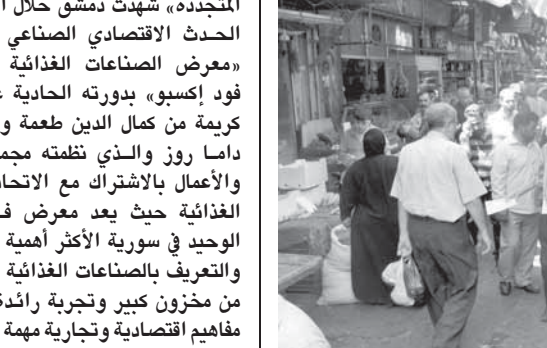 المتجددة» شهدت دمشق خلال ا
الحدث الاقتصادي الصناعي
«معرض الصناعات الغذائية
فود إكسبو» بدورته الحادية ع
كريمة من كمال الدين طعمة و
داما روز والذي نظمته مجم
والأعمال بالاشتراك مع الاتحا
الغذائية حيث يعد معرض ف
الوحيد في سورية الأكثر أهمية
والتعريف بالصناعات الغذائية
من مخزون كبير وتجربة رائدة
مفاهيم اقتصادية وتجارية مهمة